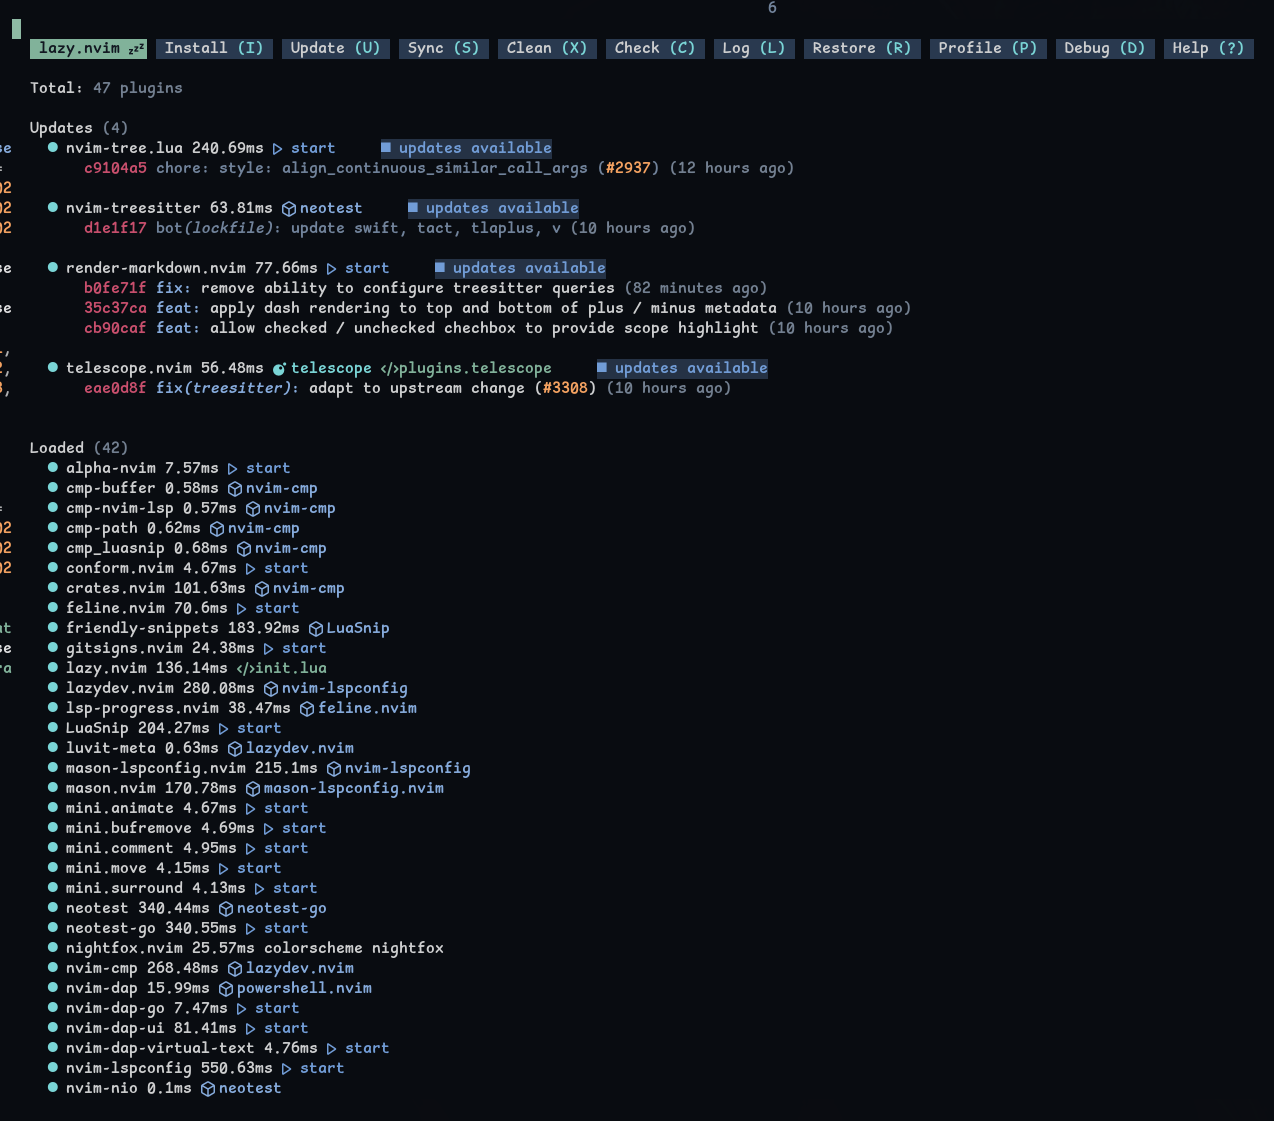 6
lazy.nvim zzz Install (I) Update (U) Sync (S) Clean (X) Check (C) Log (L) Restore (R) Profile (P) Debug (D) Help (?)
Total: 47 plugins
Updates (4)
● nvim-tree.lua 240.69ms ▷ start ■ updates available
c9104a5 chore: style: align_continuous_similar_call_args (#2937) (12 hours ago)
● nvim-treesitter 63.81ms neotest ■ updates available
d1e1f17 bot(lockfile): update swift, tact, tlaplus, v (10 hours ago)
● render-markdown.nvim 77.66ms ▷ start ■ updates available
b0fe71f fix: remove ability to configure treesitter queries (82 minutes ago)
35c37ca feat: apply dash rendering to top and bottom of plus / minus metadata (10 hours ago)
cb90caf feat: allow checked / unchecked chechbox to provide scope highlight (10 hours ago)
● telescope.nvim 56.48ms telescope </>plugins.telescope ■ updates available
eae0d8f fix(treesitter): adapt to upstream change (#3308) (10 hours ago)
Loaded (42)
● alpha-nvim 7.57ms ▷ start
● cmp-buffer 0.58ms nvim-cmp
● cmp-nvim-lsp 0.57ms nvim-cmp
● cmp-path 0.62ms nvim-cmp
● cmp_luasnip 0.68ms nvim-cmp
● conform.nvim 4.67ms ▷ start
● crates.nvim 101.63ms nvim-cmp
● feline.nvim 70.6ms ▷ start
● friendly-snippets 183.92ms LuaSnip
● gitsigns.nvim 24.38ms ▷ start
● lazy.nvim 136.14ms </>init.lua
● lazydev.nvim 280.08ms nvim-lspconfig
● lsp-progress.nvim 38.47ms feline.nvim
● LuaSnip 204.27ms ▷ start
● luvit-meta 0.63ms lazydev.nvim
● mason-lspconfig.nvim 215.1ms nvim-lspconfig
● mason.nvim 170.78ms mason-lspconfig.nvim
● mini.animate 4.67ms ▷ start
● mini.bufremove 4.69ms ▷ start
● mini.comment 4.95ms ▷ start
● mini.move 4.15ms ▷ start
● mini.surround 4.13ms ▷ start
● neotest 340.44ms neotest-go
● neotest-go 340.55ms ▷ start
● nightfox.nvim 25.57ms colorscheme nightfox
● nvim-cmp 268.48ms lazydev.nvim
● nvim-dap 15.99ms powershell.nvim
● nvim-dap-go 7.47ms ▷ start
● nvim-dap-ui 81.41ms ▷ start
● nvim-dap-virtual-text 4.76ms ▷ start
● nvim-lspconfig 550.63ms ▷ start
● nvim-nio 0.1ms neotest